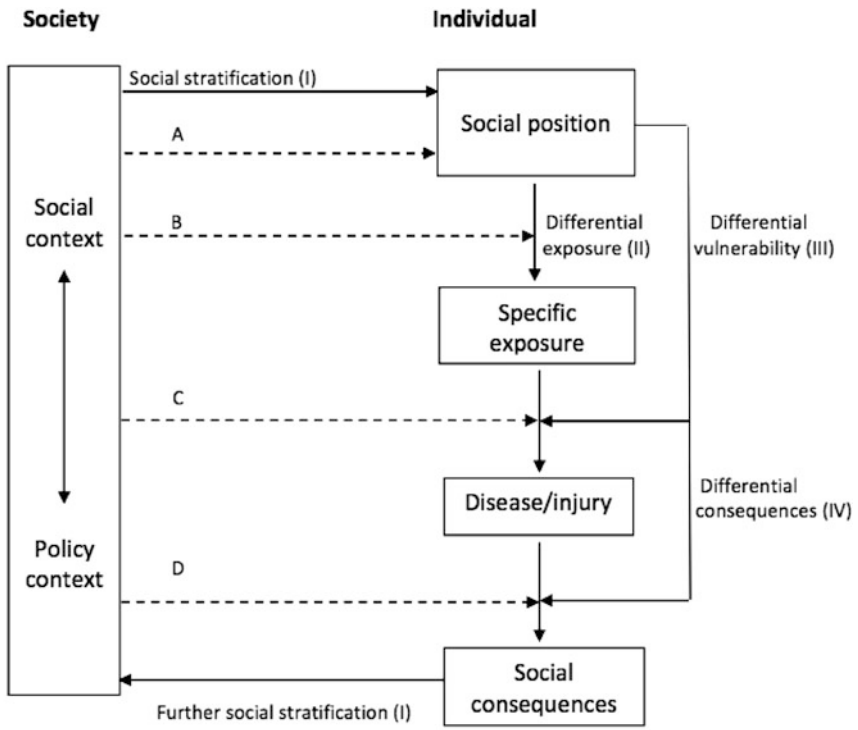 Society
Individual
Social stratification (I)
Social position
A
Social
context
B
Differential
exposure (II)
Differential
vulnerability (III)
Specific
exposure
C
Disease/injury
Differential
consequences (IV)
Policy
context
D
Social
consequences
Further social stratification (I)